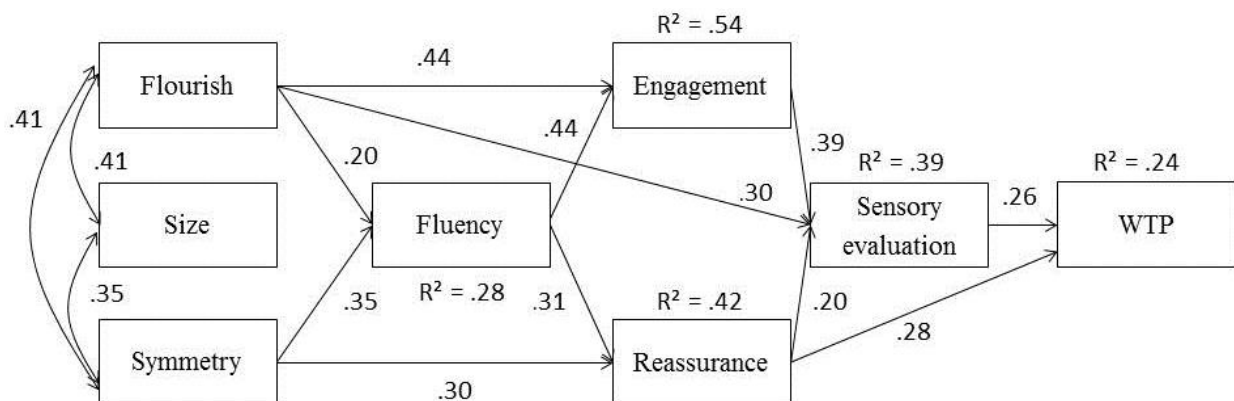 R² = .54
Flourish
.44
Engagement
.41
.41
.20
.44
.39
R² = .39
R² = .24
Size
Fluency
.30
Sensory
evaluation
.26
WTP
.35
.35
R² = .28
.31
R² = .42
.20
.28
Symmetry
.30
Reassurance